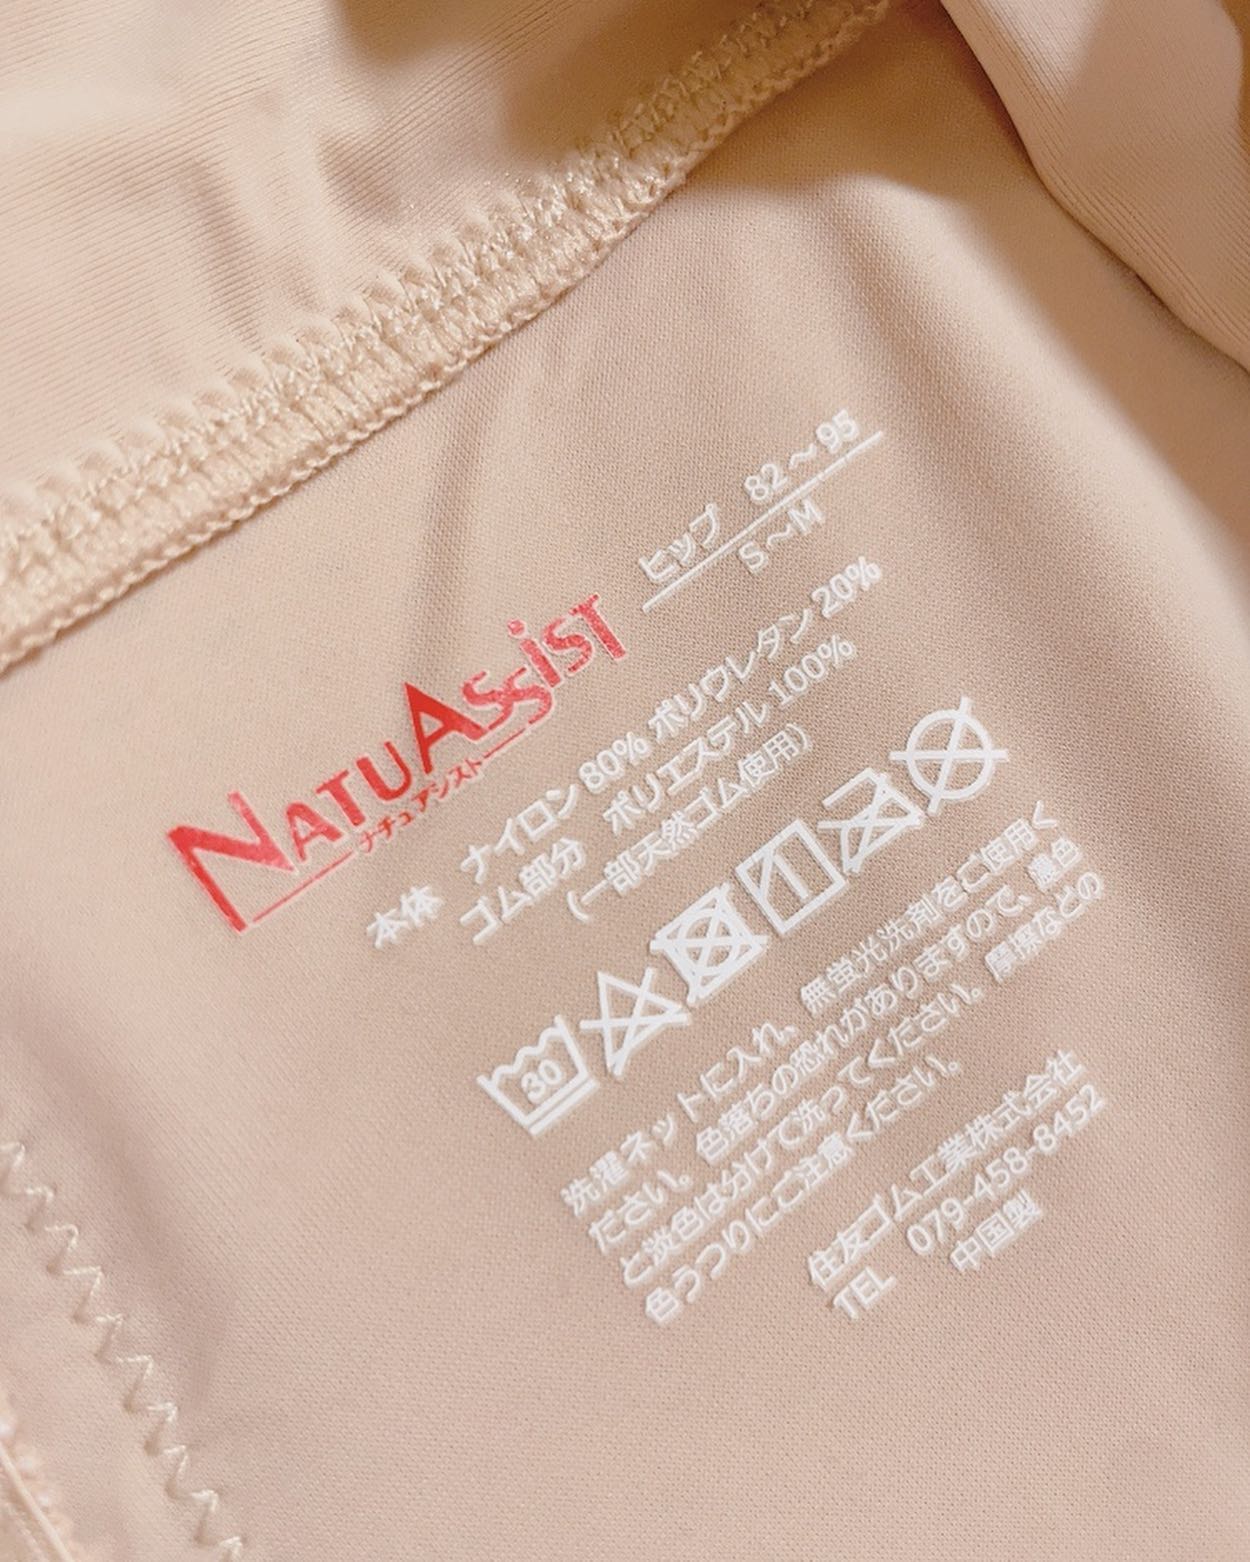 ヒップ 82～95
S～M
NATUASSIST
ナチュアシスト
本体 ナイロン 80% ポリウレタン 20%
ゴム部分 ポリエステル 100%
(一部天然ゴム使用)
30
洗濯ネットに入れ、無蛍光洗剤をご使用く
ださい。色落ちの恐れがありますので、濃色
と淡色は分けて洗ってください。摩擦などの
色うつりにご注意ください。
住友ゴム工業株式会社
TEL 079-458-8452
中国製